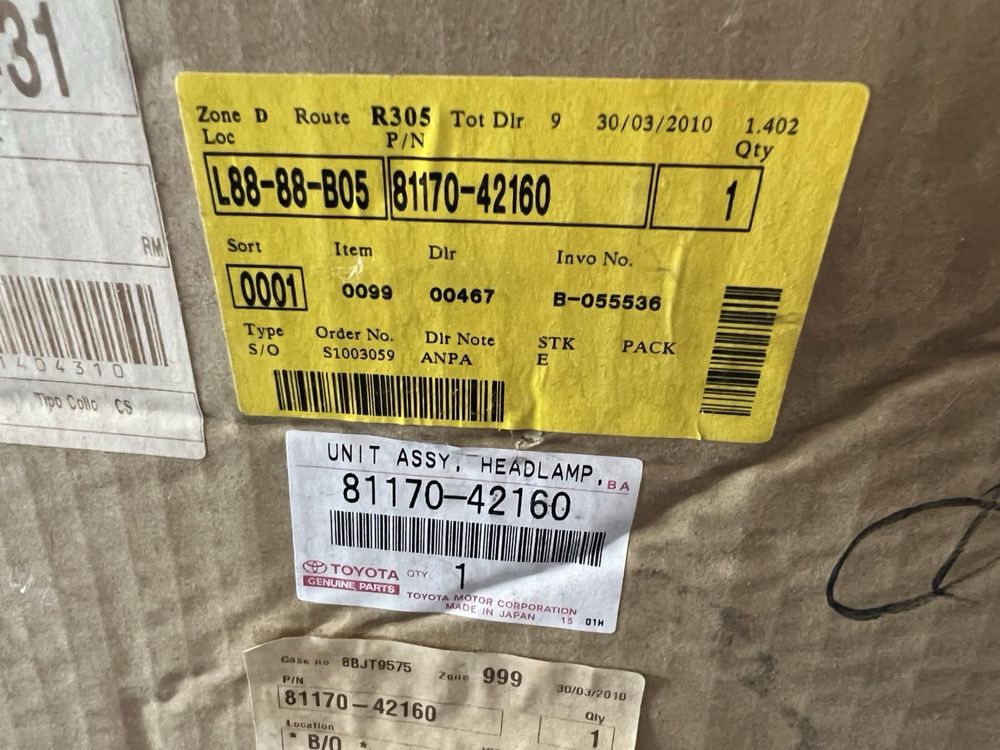 31
RM
1404310
Tipo Collo CS
Zone D Route R305 Tot Dlr 9 30/03/2010 1.402
Loc P/N Qty
L88-88-B05 81170-42160 1
Sort Item Dlr Invo No.
0001 0099 00467 B-055536
Type Order No. Dlr Note STK PACK
S/O S1003059 ANPA E
UNIT ASSY, HEADLAMP, BA
81170-42160
TOYOTA QTY 1
GENUINE PARTS
TOYOTA MOTOR CORPORATION
MADE IN JAPAN 15 01H
Case no 8BJT9575 Zone 999 30/03/2010
P/N Qly
81170-42160 1
Location
* B/O *